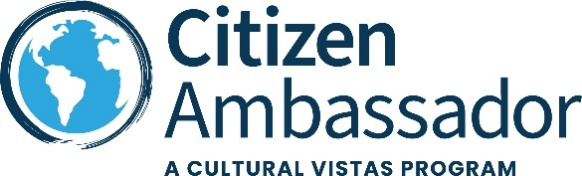 Citizen
Ambassador
A CULTURAL VISTAS PROGRAM